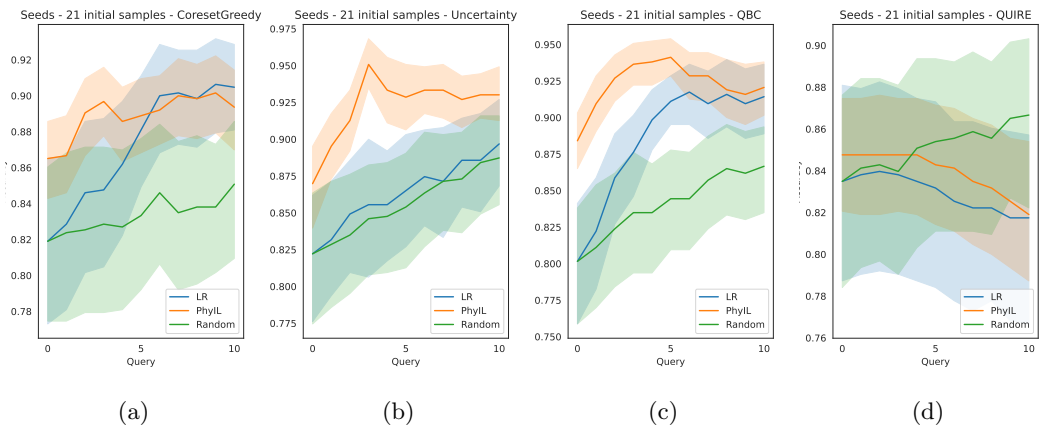 Seeds - 21 initial samples - CoresetGreedy
0.92
0.90
0.88
0.86
0.84
0.82
0.80
0.78
0
5
10
Query
LR
PhyIL
Random
(a)
Seeds - 21 initial samples - Uncertainty
0.975
0.950
0.925
0.900
0.875
0.850
0.825
0.800
0.775
0
5
10
Query
LR
PhyIL
Random
(b)
Seeds - 21 initial samples - QBC
0.950
0.925
0.900
0.875
0.850
0.825
0.800
0.775
0.750
0
5
10
Query
LR
PhyIL
Random
(c)
Seeds - 21 initial samples - QUIRE
0.90
0.88
0.86
0.84
0.82
0.80
0.78
0.76
0
5
10
Query
LR
PhyIL
Random
(d)